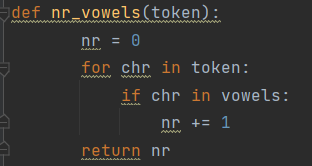 def nr_vowels(token):
    nr = 0
    for chr in token:
        if chr in vowels:
            nr += 1
    return nr